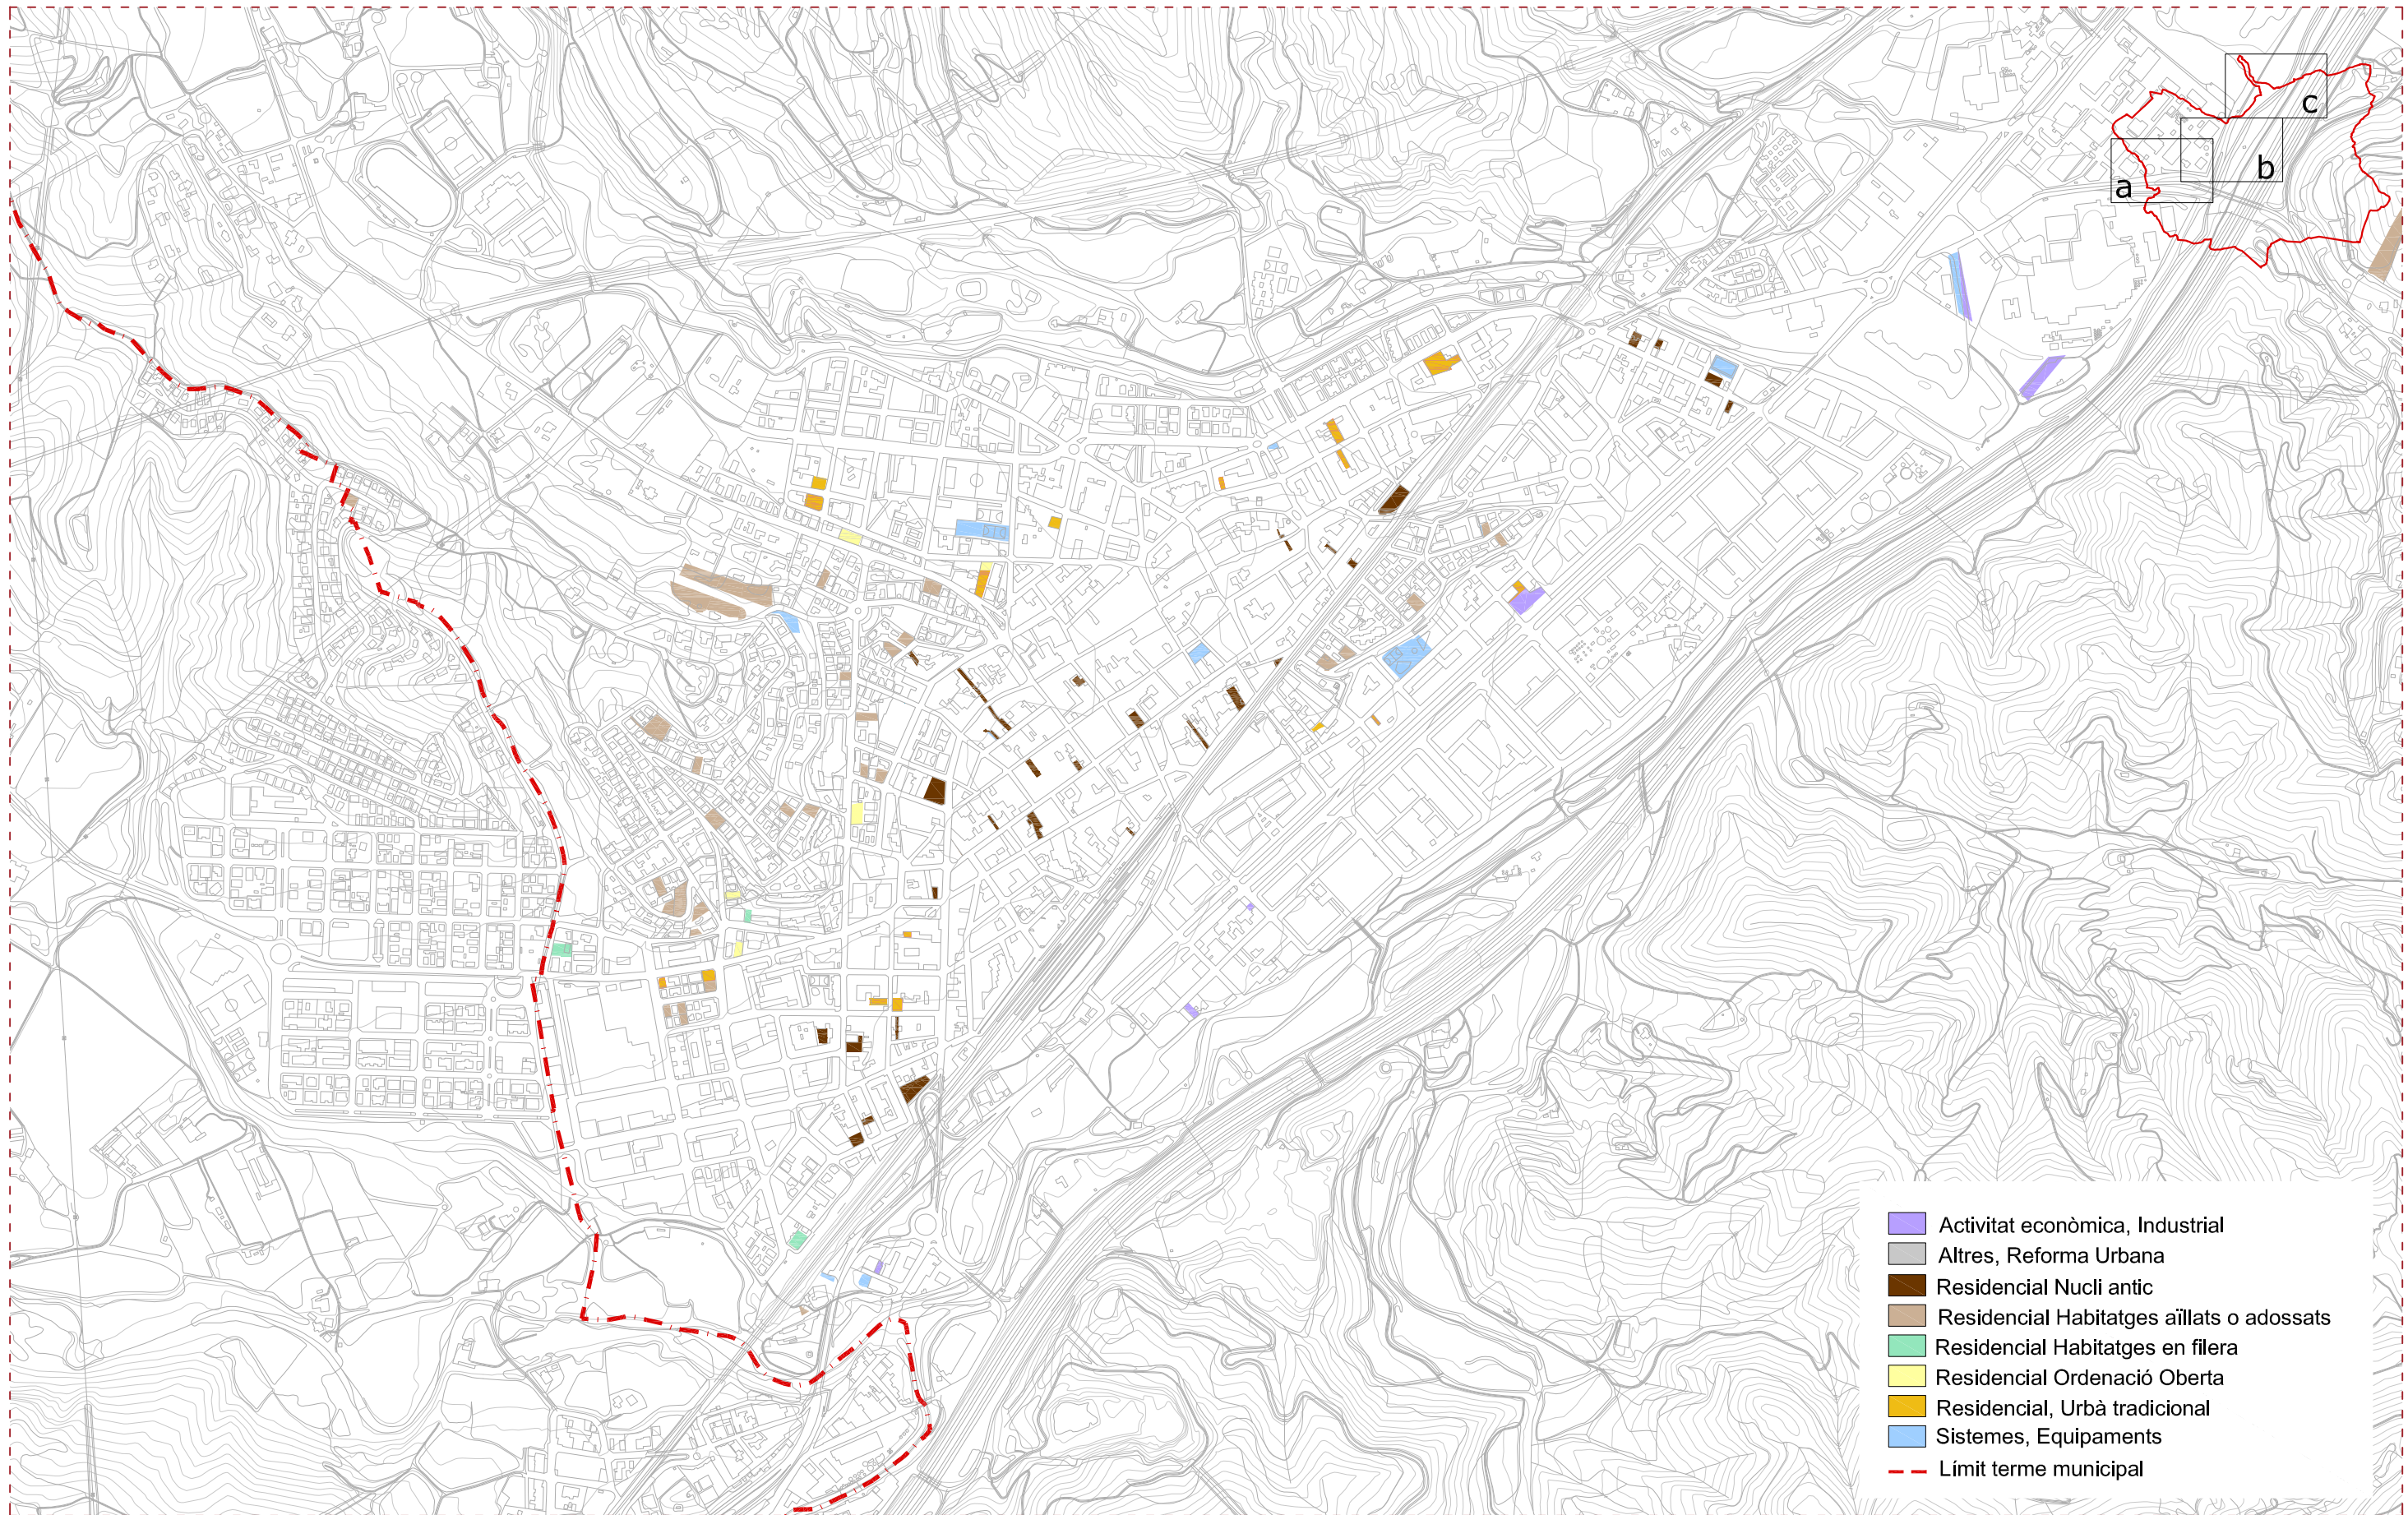 c
b
a
Activitat econòmica, Industrial
Altres, Reforma Urbana
Residencial Nucli antic
Residencial Habitatges aïllats o adossats
Residencial Habitatges en filera
Residencial Ordenació Oberta
Residencial, Urbà tradicional
Sistemes, Equipaments
Límit terme municipal